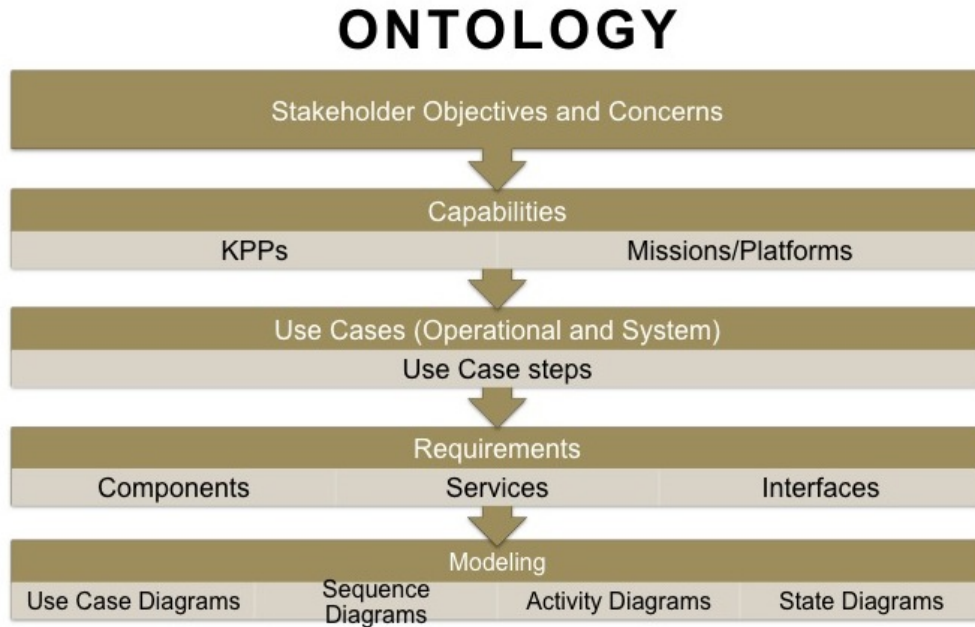 ONTOLOGY
Stakeholder Objectives and Concerns
Capabilities
KPPs
Missions/Platforms
Use Cases (Operational and System)
Use Case steps
Requirements
Components
Services
Interfaces
Modeling
Use Case Diagrams
Sequence
Diagrams
Activity Diagrams
State Diagrams